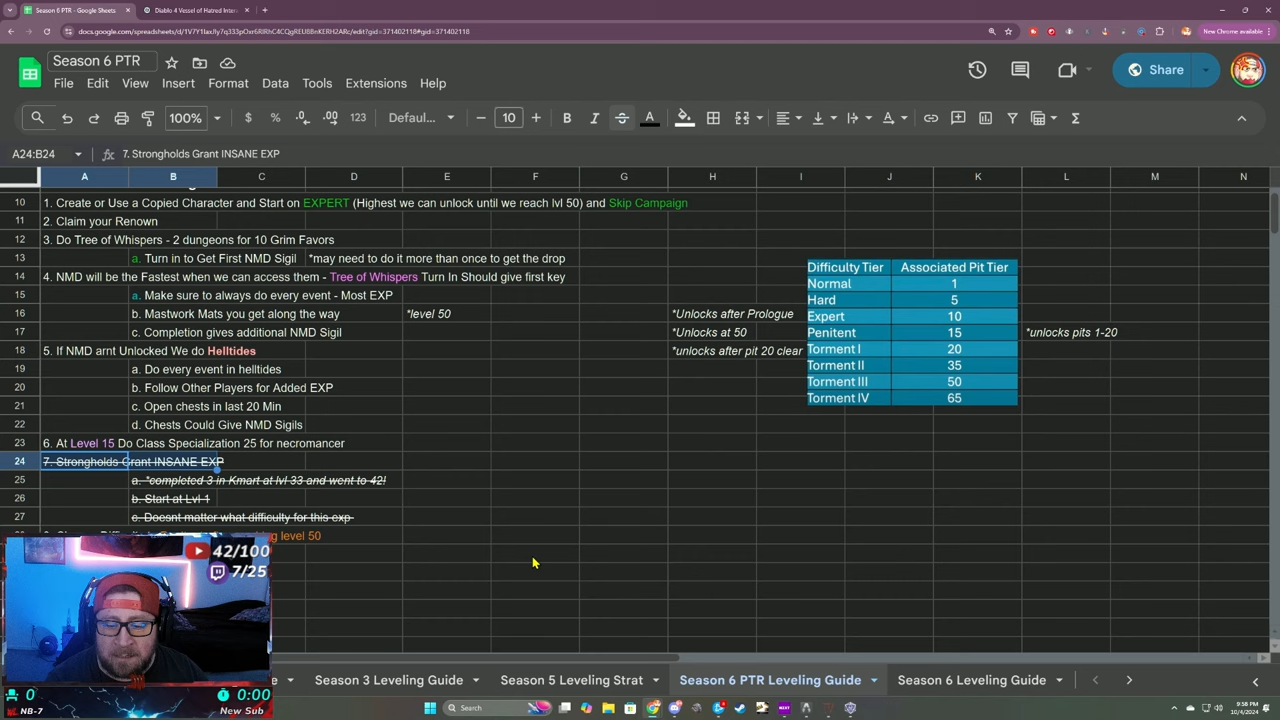 Season 6 PTR - Google Sheets
Diablo 4 Vessel of Hatred Inter
docs.google.com/spreadsheets/d/
New Chrome available
Season 6 PTR
File Edit View Insert Format Data Tools Extensions Help
Share
100% $ % .0 .00 123 Defaul... 10 B I A
A24:B24 fx 7. Strongholds Grant INSANE EXP
A B C D E F G H I J K L M N
10 1. Create or Use a Copied Character and Start on EXPERT (Highest we can unlock until we reach lvl 50) and Skip Campaign
11 2. Claim your Renown
12 3. Do Tree of Whispers - 2 dungeons for 10 Grim Favors
13 a. Turn in to Get First NMD Sigil *may need to do it more than once to get the drop
14 4. NMD will be the Fastest when we can access them - Tree of Whispers Turn In Should give first key
15 a. Make sure to always do every event - Most EXP
16 b. Mastwork Mats you get along the way *level 50 *Unlocks after Prologue
17 c. Completion gives additional NMD Sigil *Unlocks at 50
18 5. If NMD arnt Unlocked We do Helltides *unlocks after pit 20 clear
19 a. Do every event in helltides
20 b. Follow Other Players for Added EXP
21 c. Open chests in last 20 Min
22 d. Chests Could Give NMD Sigils
23 6. At Level 15 Do Class Specialization 25 for necromancer
24 7. Strongholds Grant INSANE EXP
25 a. *completed 3 in Kmart at lvl 33 and went to 42!
26 b. Start at Lvl 1
27 c. Doesnt matter what difficulty for this exp
level 50
Difficulty Tier Associated Pit Tier
Normal 1
Hard 5
Expert 10
Penitent 15 *unlocks pits 1-20
Torment I 20
Torment II 35
Torment III 50
Torment IV 65
42/100
7/25
0 0:00
NB-7 New Sub
Season 3 Leveling Guide Season 5 Leveling Strat Season 6 PTR Leveling Guide Season 6 Leveling Guide
Search
9:58 PM
10/4/2024